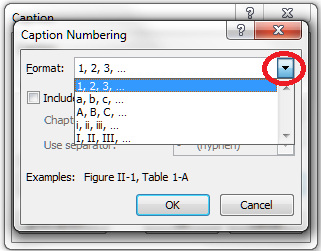 Caption
Caption Numbering
Format: 1, 2, 3, ...
1, 2, 3, ...
a, b, c, ...
A, B, C, ...
i, ii, iii, ...
I, II, III, ...
Include
Chapt
Use separator: - (hyphen)
Examples: Figure II-1, Table 1-A
OK Cancel